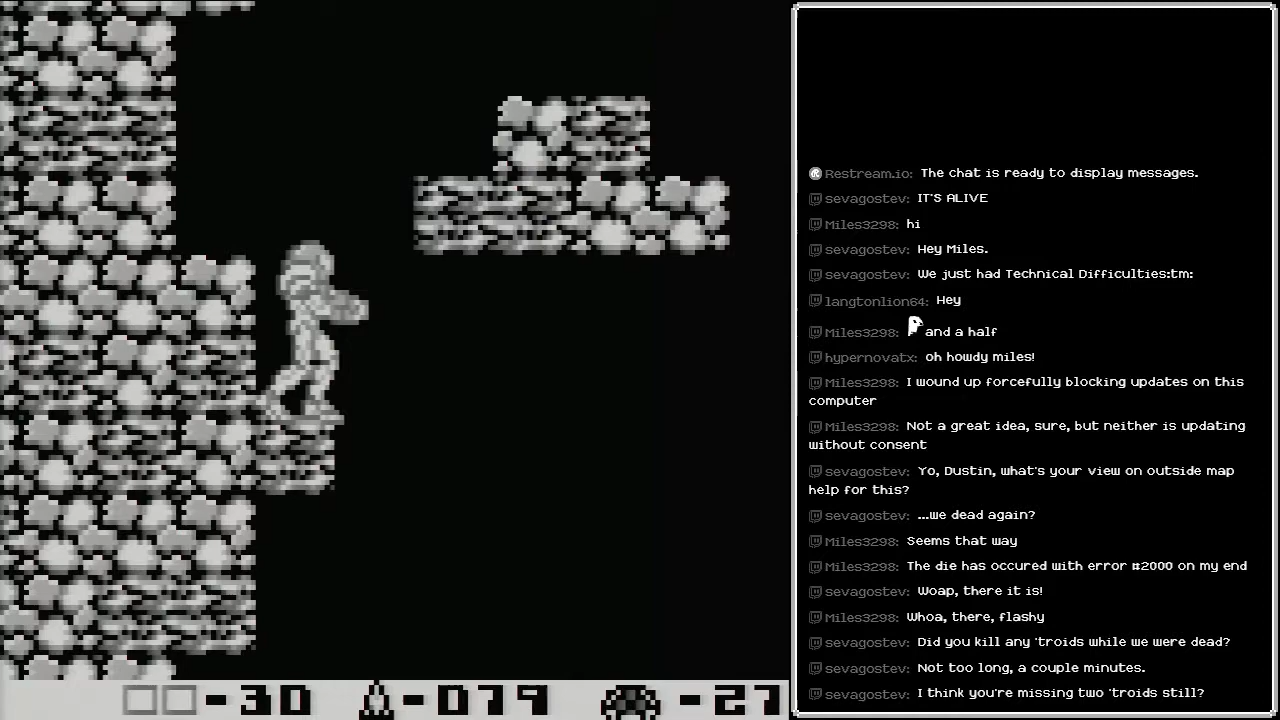 Restream.io: The chat is ready to display messages.
sevagostev: IT'S ALIVE
Miles3298: hi
sevagostev: Hey Miles.
sevagostev: We just had Technical Difficulties:tm:
langtonlion64: Hey
Miles3298: and a half
hypernovatx: oh howdy miles!
Miles3298: I wound up forcefully blocking updates on this
computer
Miles3298: Not a great idea, sure, but neither is updating
without consent
sevagostev: Yo, Dustin, what's your view on outside map
help for this?
sevagostev: ...we dead again?
Miles3298: Seems that way
Miles3298: The die has occured with error #2000 on my end
sevagostev: Woap, there it is!
Miles3298: Whoa, there, flashy
sevagostev: Did you kill any 'troids while we were dead?
sevagostev: Not too long, a couple minutes.
sevagostev: I think you're missing two 'troids still?
-30 -079 -27